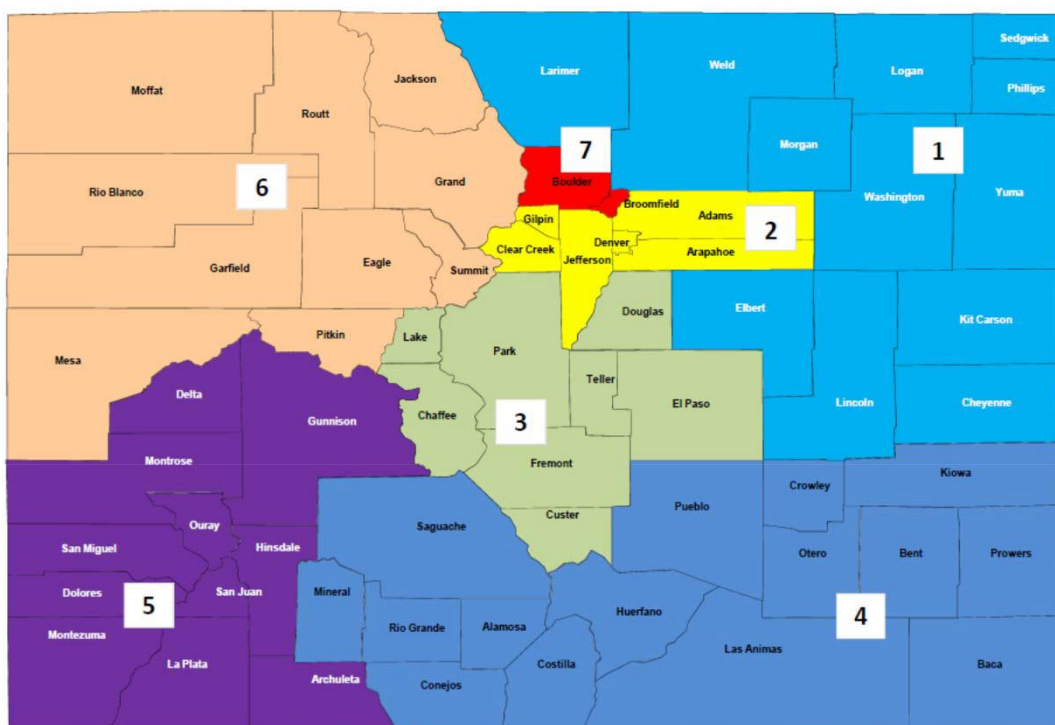 Sedgwick
Larimer
Weld
Logan
Jackson
Phillips
Moffat
Routt
7
Morgan
1
Boulder
Grand
6
Rio Blanco
Washington
Yuma
Broomfield
Gilpin
Adams
2
Denver
Clear Creek
Arapahoe
Jefferson
Eagle
Garfield
Summit
Elbert
Douglas
Kit Carson
Pitkin
Lake
Park
Mesa
Teller
Delta
El Paso
Cheyenne
Lincoln
Chaffee
Gunnison
3
Montrose
Fremont
Kiowa
Crowley
Pueblo
Custer
Ouray
Saguache
San Miguel
Hinsdale
Otero
Bent
Prowers
Mineral
San Juan
Dolores
5
4
Huerfano
Rio Grande
Alamosa
Montezuma
Las Animas
La Plata
Costilla
Baca
Archuleta
Conejos